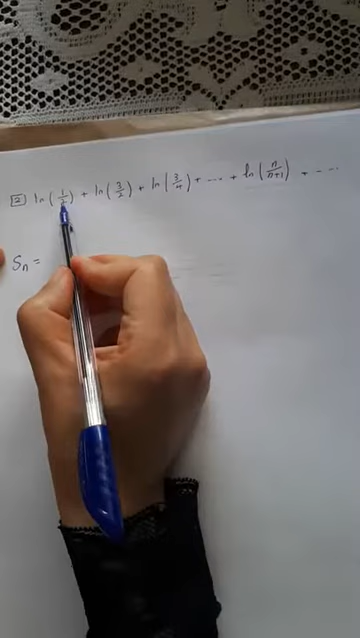 2 ln(1/2) + ln(3/2) + ln(3/4) + ... + ln(n/n+1) + ...
Sn =